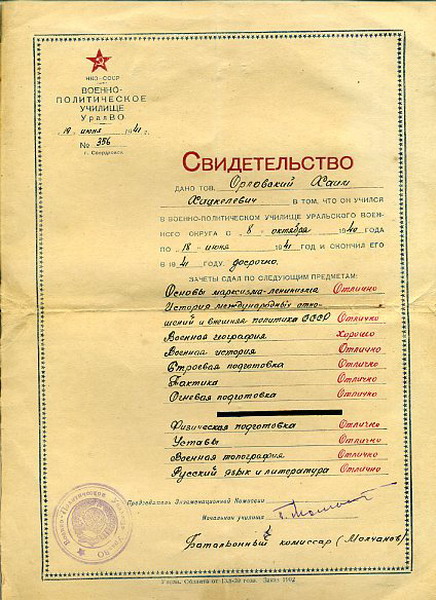 НКО-СССР
ВОЕННО-
ПОЛИТИЧЕСКОЕ
УЧИЛИЩЕ
УралВО
18 июня 1941 г.
№ 356
г. Свердловск
СВИДЕТЕЛЬСТВО
ДАНО ТОВ. Орловский Хаим
Хацкелевич В ТОМ, ЧТО ОН УЧИЛСЯ
В ВОЕННО-ПОЛИТИЧЕСКОМ УЧИЛИЩЕ УРАЛЬСКОГО ВОЕН-
НОГО ОКРУГА В 8 октября 1940 ГОДА
ПО 18 июня 1941 ГОД И ОКОНЧИЛ ЕГО
В 1941 ГОДУ, досрочно.
ЗАЧЕТЫ СДАЛ ПО СЛЕДУЮЩИМ ПРЕДМЕТАМ:
Основы марксизма-ленинизма Отлично
История международных отно-
шений и внешняя политика СССР Отлично
Военная география Хорошо
Военная история Отлично
Строевая подготовка Отлично
Тактика Отлично
Огневая подготовка Отлично
Физическая подготовка Отлично
Уставы Отлично
Военная топография Отлично
Русский язык и литература Отлично
Председатель Экзаменационной Комиссии
Начальник училища
Батальонный комиссар (Молчанов)